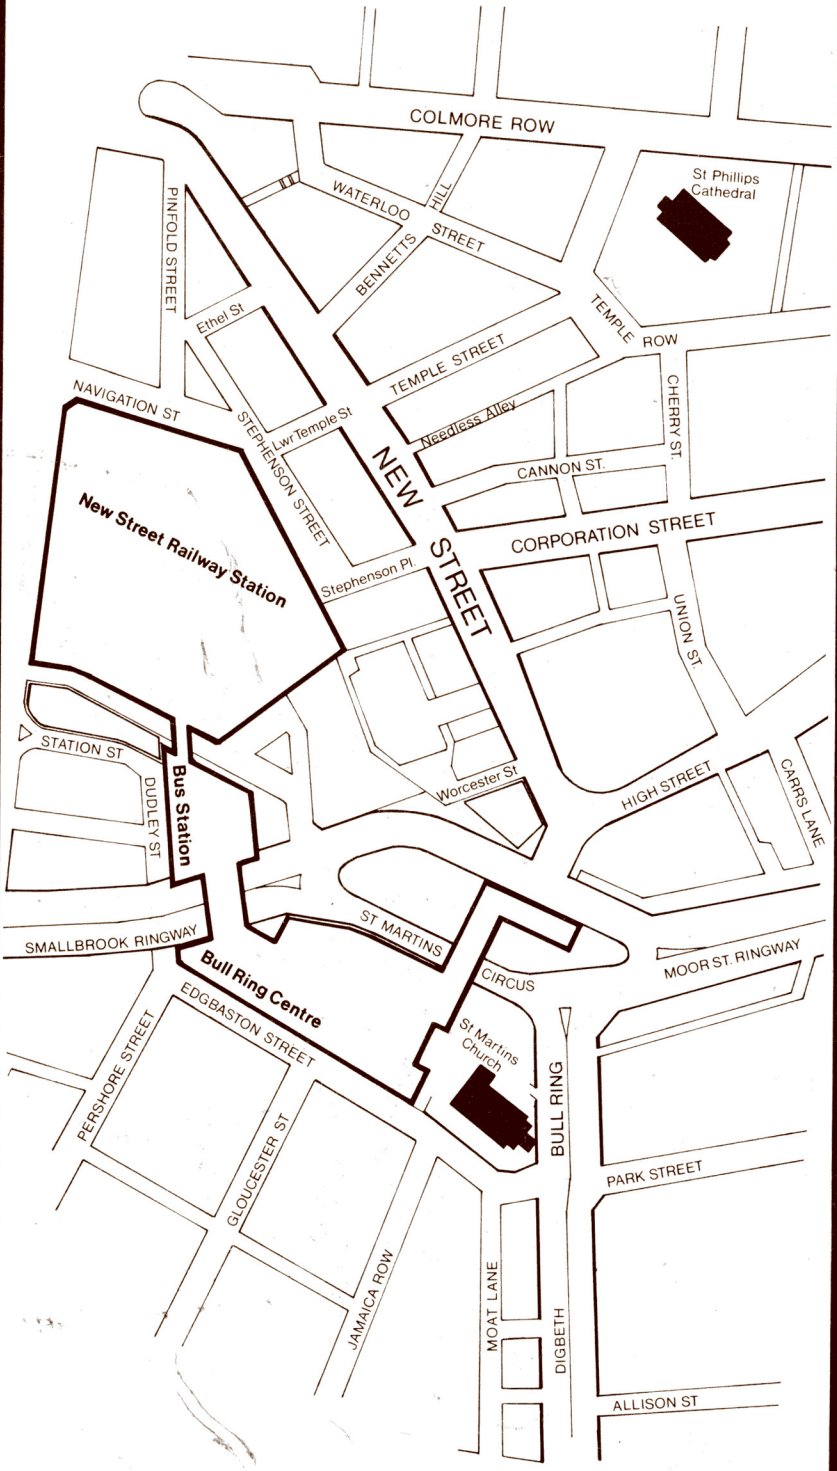 COLMORE ROW
St Phillips
Cathedral
WATERLOO STREET
BENNETTS HILL
PINFOLD STREET
Ethel St
TEMPLE ROW
TEMPLE STREET
NAVIGATION ST
Needless Alley
CHERRY ST.
STEPHENSON STREET
Lwr Temple St
NEW STREET
CANNON ST.
New Street Railway Station
CORPORATION STREET
Stephenson Pl.
UNION ST.
STATION ST
Bus Station
DUDLEY ST
Worcester St
HIGH STREET
CARRS LANE
ST MARTINS CIRCUS
SMALLBROOK RINGWAY
MOOR ST. RINGWAY
Bull Ring Centre
EDGBASTON STREET
St Martins
Church
PERSHORE STREET
BULL RING
GLOUCESTER ST
PARK STREET
JAMAICA ROW
MOAT LANE
DIGBETH
ALLISON ST